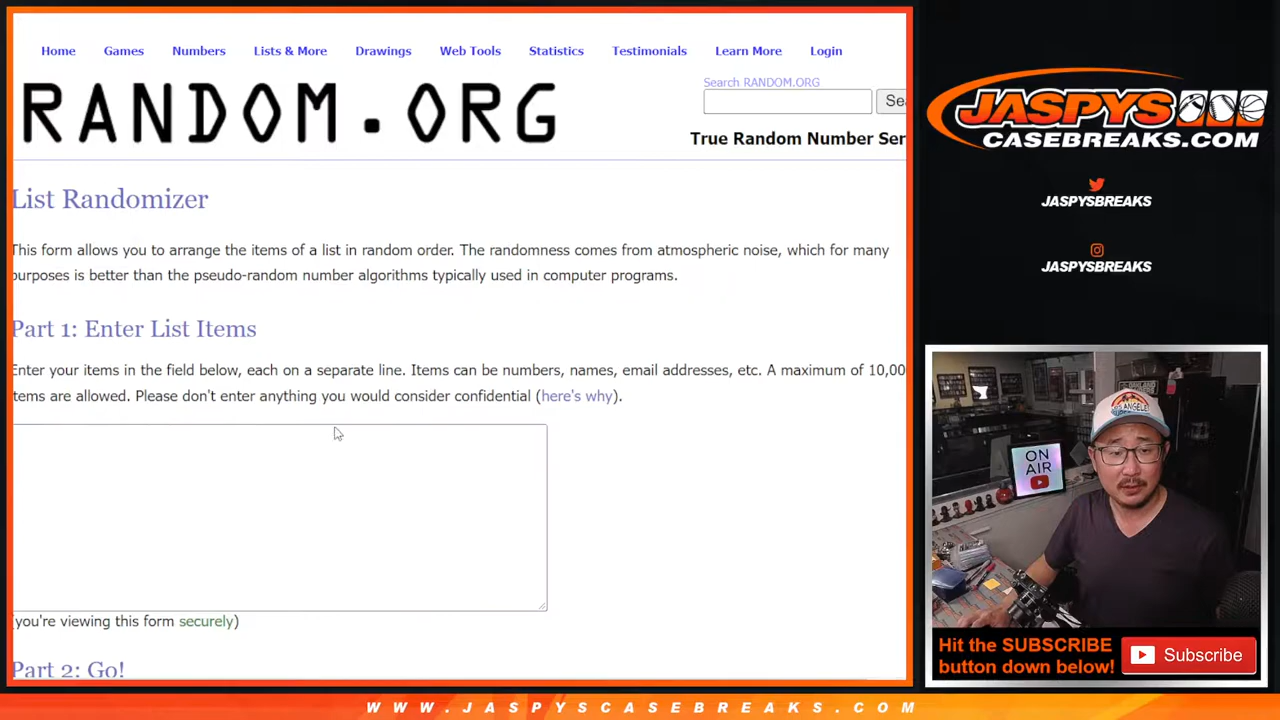 Home Games Numbers Lists & More Drawings Web Tools Statistics Testimonials Learn More Login
RANDOM.ORG
Search RANDOM.ORG
True Random Number Ser
List Randomizer
This form allows you to arrange the items of a list in random order. The randomness comes from atmospheric noise, which for many
purposes is better than the pseudo-random number algorithms typically used in computer programs.
Part 1: Enter List Items
Enter your items in the field below, each on a separate line. Items can be numbers, names, email addresses, etc. A maximum of 10,00
items are allowed. Please don't enter anything you would consider confidential (here's why).
(you're viewing this form securely)
Part 2: Go!
JASPYS
CASEBREAKS.COM
JASPYSBREAKS
JASPYSBREAKS
ON
AIR
Hit the SUBSCRIBE
button down below!
Subscribe
WWW.JASPYSCASEBREAKS.COM